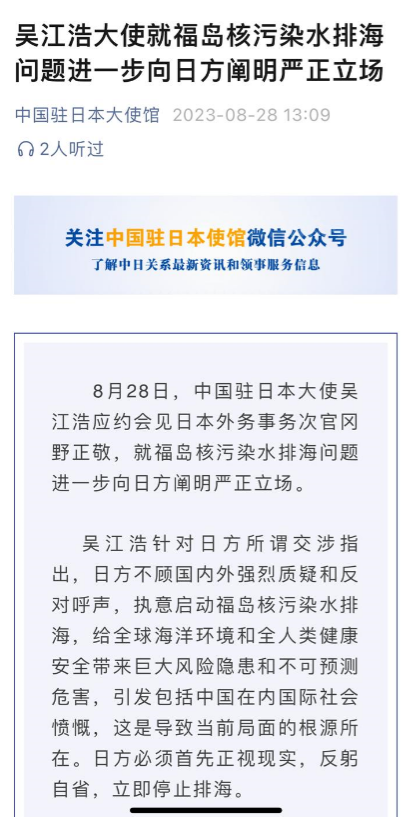 吴江浩大使就福岛核污染水排海
问题进一步向日方阐明严正立场
中国驻日本大使馆 2023-08-28 13:09
2人听过
关注中国驻日本使馆微信公众号
了解中日关系最新资讯和领事服务信息
8月28日，中国驻日本大使吴
江浩应约会见日本外务事务次官冈
野正敬，就福岛核污染水排海问题
进一步向日方阐明严正立场。
吴江浩针对日方所谓交涉指
出，日方不顾国内外强烈质疑和反
对呼声，执意启动福岛核污染水排
海，给全球海洋环境和全人类健康
安全带来巨大风险隐患和不可预测
危害，引发包括中国在内国际社会
愤慨，这是导致当前局面的根源所
在。日方必须首先正视现实，反躬
自省，立即停止排海。